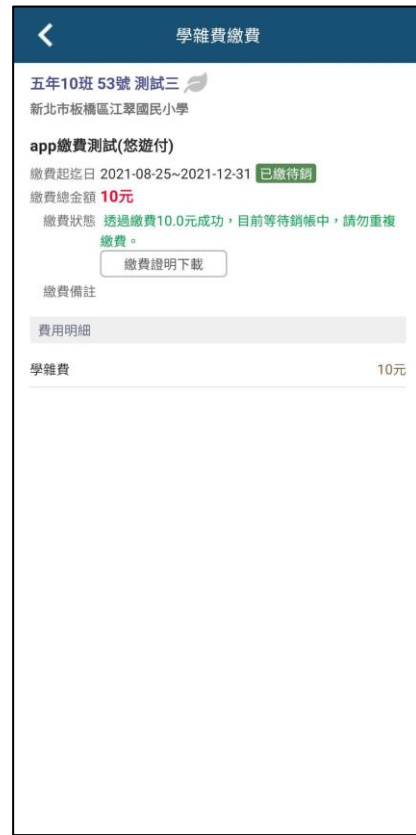 學雜費繳費
五年10班 53號 測試三
新北市板橋區江翠國民小學
app繳費測試(悠遊付)
繳費起迄日 2021-08-25~2021-12-31 已繳待銷
繳費總金額 10元
繳費狀態 透過繳費10.0元成功，目前等待銷帳中，請勿重複
繳費。
繳費證明下載
繳費備註
費用明細
學雜費 10元